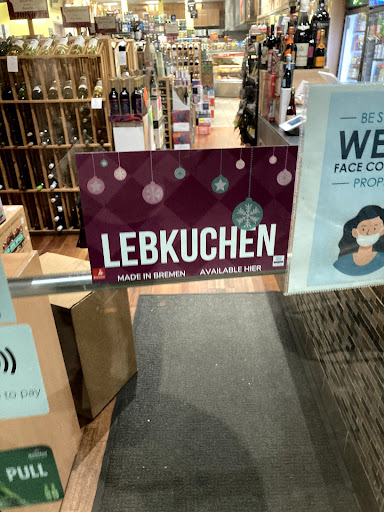 LEBKUCHEN
MADE IN BREMEN AVAILABLE HIER
BE S
WE
FACE CO
PROP
to pay
PULL